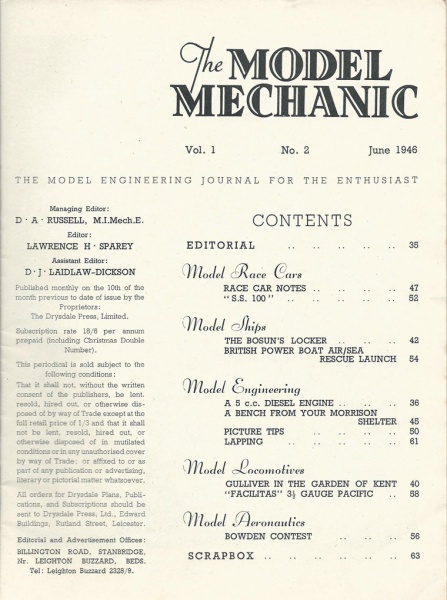 The MODEL
MECHANIC
Vol. 1 No. 2 June 1946
THE MODEL ENGINEERING JOURNAL FOR THE ENTHUSIAST
Managing Editor:
D · A · RUSSELL, M.I.Mech.E.
Editor:
LAWRENCE H · SPAREY
Assistant Editor:
D · J · LAIDLAW-DICKSON
Published monthly on the 10th of the
month previous to date of issue by the
Proprietors:
The Drysdale Press, Limited.
Subscription rate 18/6 per annum
prepaid (including Christmas Double
Number).
This periodical is sold subject to the
following conditions:
That it shall not, without the written
consent of the publishers, be lent,
resold, hired out, or otherwise dis-
posed of by way of Trade except at the
full retail price of 1/3 and that it shall
not be lent, resold, hired out, or
otherwise disposed of in mutilated
conditions or in any unauthorised cover
by way of Trade; or affixed to or as
part of any publication or advertising,
literary or pictorial matter whatsoever.
All orders for Drysdale Plans, Publi-
cations, and Subscriptions should be
sent to Drysdale Press, Ltd., Edward
Buildings, Rutland Street, Leicester.
Editorial and Advertisement Offices:
BILLINGTON ROAD, STANBRIDGE,
Nr. LEIGHTON BUZZARD, BEDS.
Tel: Leighton Buzzard 2328/9.
CONTENTS
EDITORIAL .. .. .. .. .. 35
Model Race Cars
RACE CAR NOTES .. .. .. .. 47
"S.S. 100" .. .. .. .. .. 52
Model Ships
THE BOSUN'S LOCKER .. .. .. 42
BRITISH POWER BOAT AIR/SEA
RESCUE LAUNCH 54
Model Engineering
A 5 c.c. DIESEL ENGINE .. .. .. 36
A BENCH FROM YOUR MORRISON
SHELTER 45
PICTURE TIPS .. .. .. .. 50
LAPPING .. .. .. .. .. 61
Model Locomotives
GULLIVER IN THE GARDEN OF KENT 40
"FACILITAS" 3½ GAUGE PACIFIC .. 58
Model Aeronautics
BOWDEN CONTEST .. .. .. 56
SCRAPBOX .. .. .. .. .. .. 63